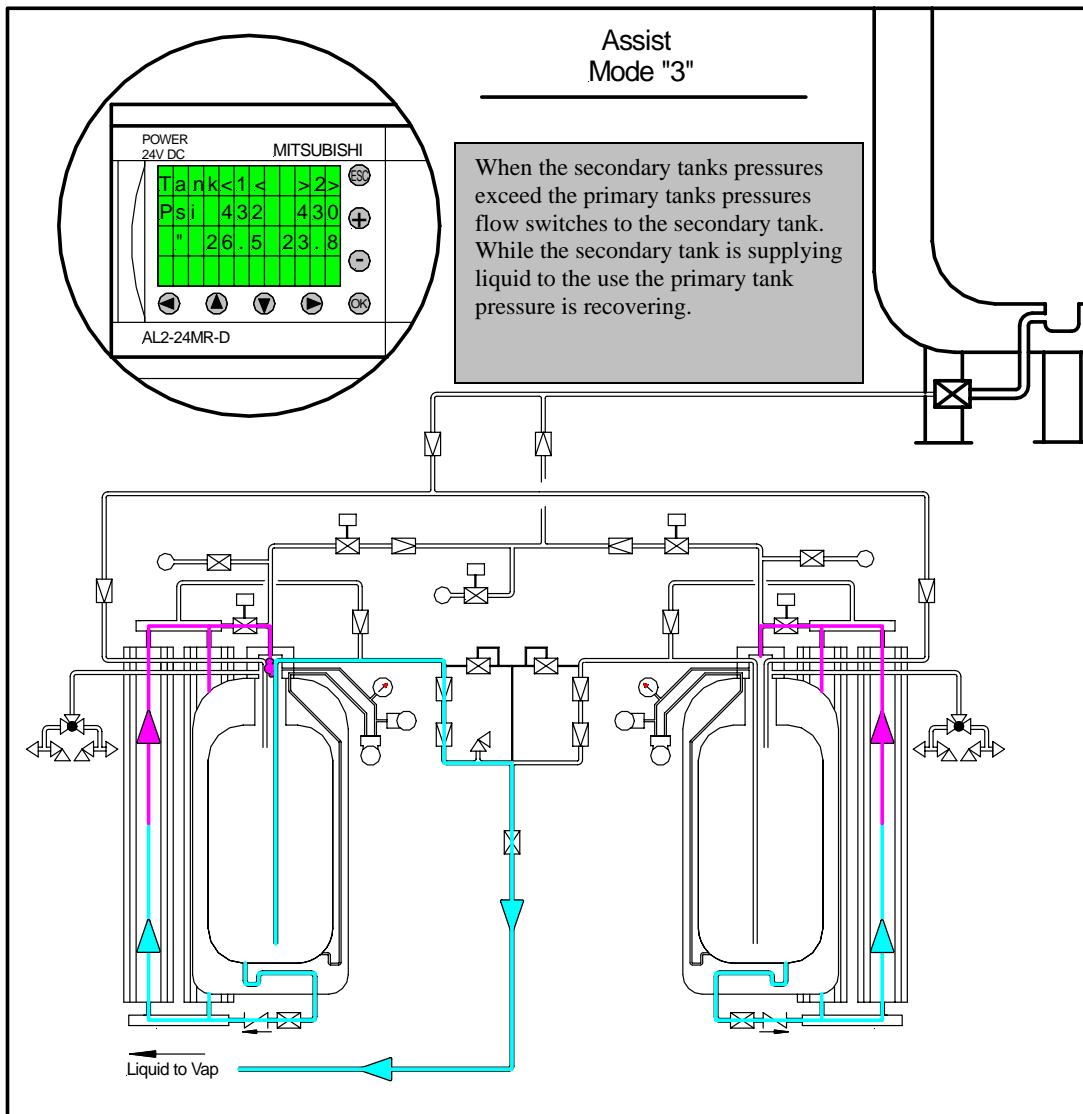 Assist
Mode "3"
POWER
24V DC
MITSUBISHI
ESC
Tank<1< >2>
Psi 432 430
" 26.5 23.8
+
-
OK
AL2-24MR-D
When the secondary tanks pressures
exceed the primary tanks pressures
flow switches to the secondary tank.
While the secondary tank is supplying
liquid to the use the primary tank
pressure is recovering.
Liquid to Vap